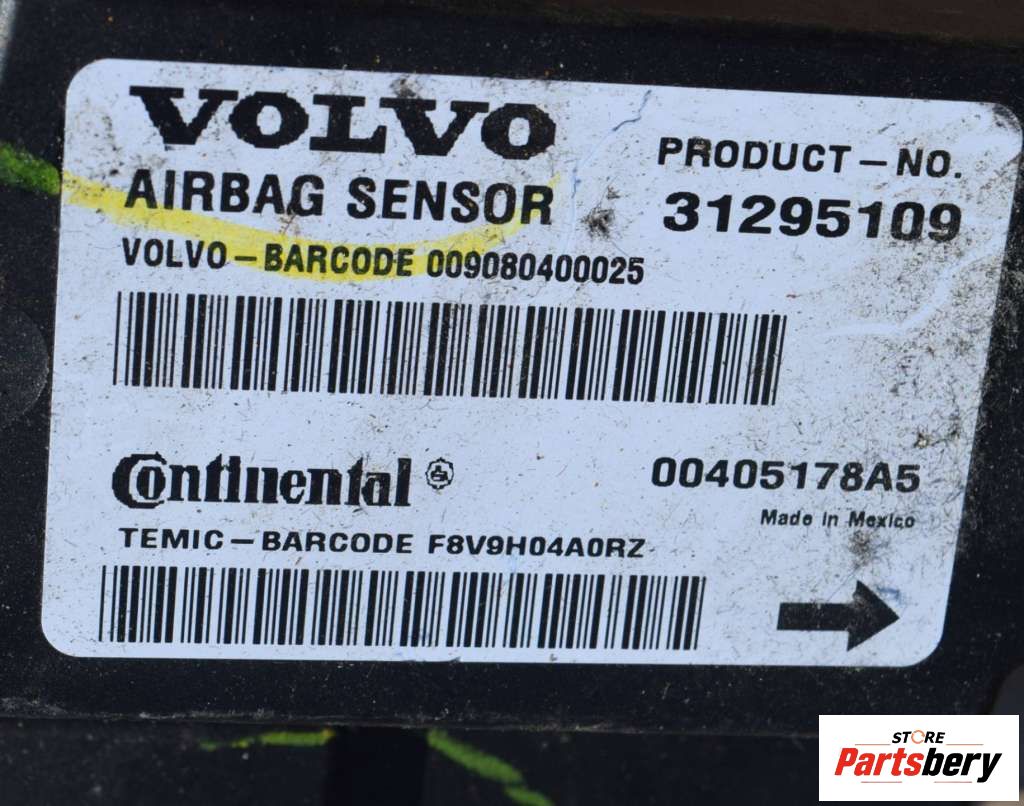 VOLVO
AIRBAG SENSOR
PRODUCT - NO.
31295109
VOLVO - BARCODE 009080400025
Continental
00405178A5
Made in Mexico
TEMIC - BARCODE F8V9H04A0RZ
STORE
Partsbery